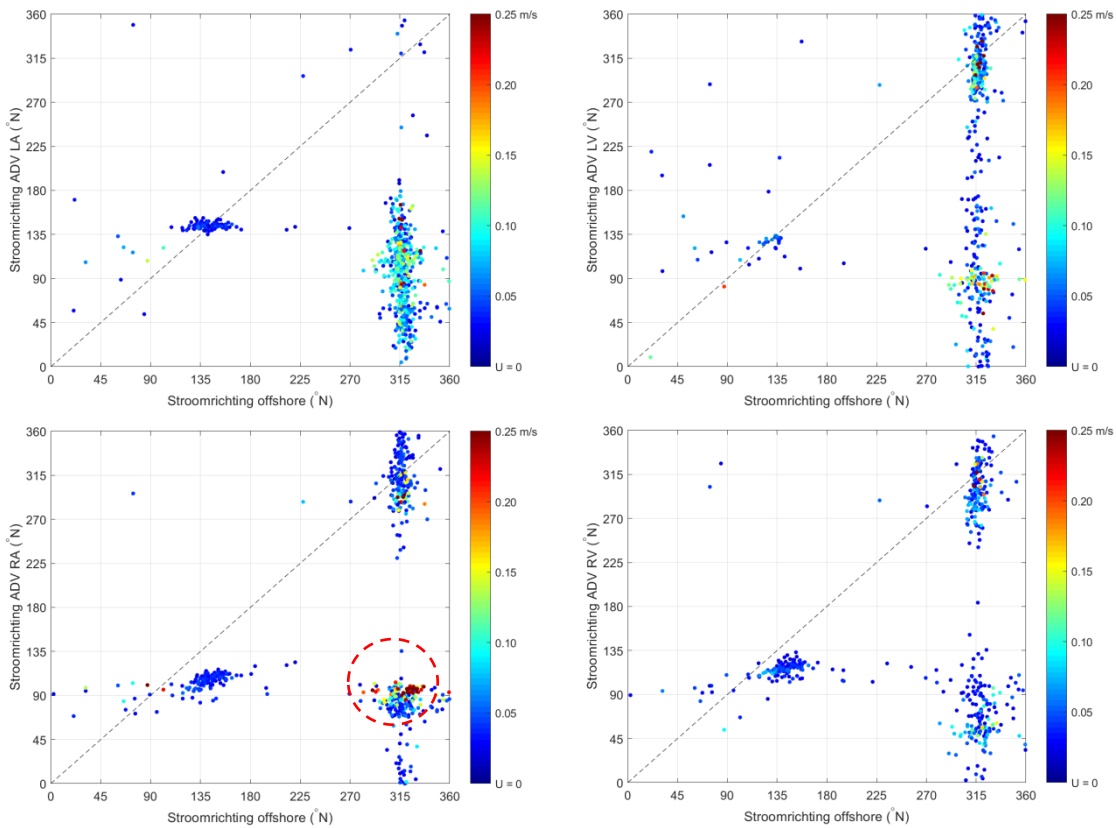 Stroomrichting ADV LA (°N)
360
315
270
225
180
135
90
45
0
0 45 90 135 180 225 270 315 360
Stroomrichting offshore (°N)
0.25 m/s
0.20
0.15
0.10
0.05
U = 0
Stroomrichting ADV LV (°N)
360
315
270
225
180
135
90
45
0
0 45 90 135 180 225 270 315 360
Stroomrichting offshore (°N)
0.25 m/s
0.20
0.15
0.10
0.05
U = 0
Stroomrichting ADV RA (°N)
360
315
270
225
180
135
90
45
0
0 45 90 135 180 225 270 315 360
Stroomrichting offshore (°N)
0.25 m/s
0.20
0.15
0.10
0.05
U = 0
Stroomrichting ADV RV (°N)
360
315
270
225
180
135
90
45
0
0 45 90 135 180 225 270 315 360
Stroomrichting offshore (°N)
0.25 m/s
0.20
0.15
0.10
0.05
U = 0